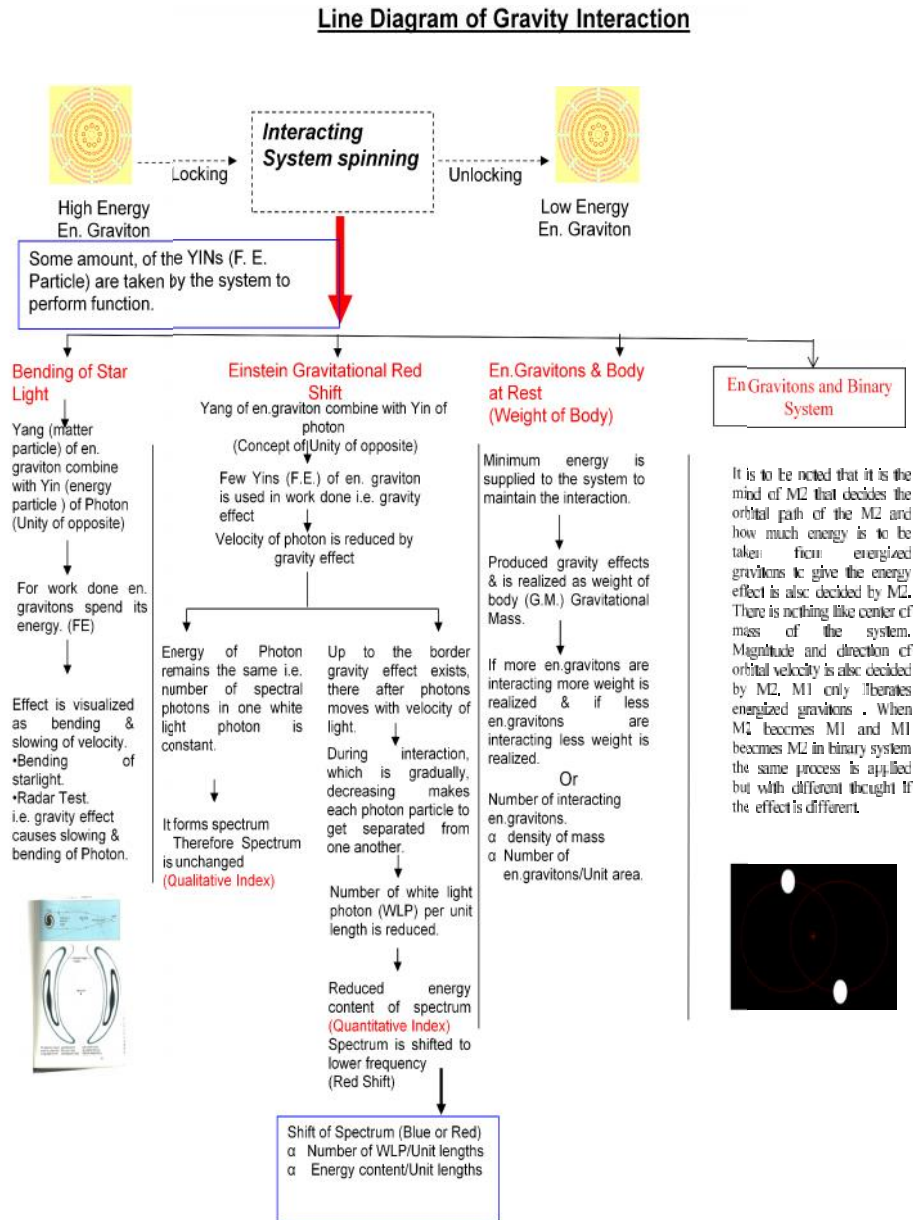 Line Diagram of Gravity Interaction
Interacting
System spinning
Locking
Unlocking
High Energy
En. Graviton
Low Energy
En. Graviton
Some amount, of the YINs (F. E.
Particle) are taken by the system to
perform function.
Bending of Star
Light
Yang (matter
particle) of en.
graviton combine
with Yin (energy
particle ) of Photon
(Unity of opposite)
For work done en.
gravitons spend its
energy. (FE)
Effect is visualized
as bending &
slowing of velocity.
•Bending of
starlight.
•Radar Test.
i.e. gravity effect
causes slowing &
bending of Photon.
Einstein Gravitational Red
Shift
Yang of en.graviton combine with Yin of
photon
(Concept of Unity of opposite)
Few Yins (F.E.) of en. graviton
is used in work done i.e. gravity
effect
Velocity of photon is reduced by
gravity effect
Energy of Photon
remains the same i.e.
number of spectral
photons in one white
light photon is
constant.
It forms spectrum
Therefore Spectrum
is unchanged
(Qualitative Index)
Up to the border
gravity effect exists,
there after photons
moves with velocity of
light.
During interaction,
which is gradually,
decreasing makes
each photon particle to
get separated from
one another.
Number of white light
photon (WLP) per unit
length is reduced.
Reduced energy
content of spectrum
(Quantitative Index)
Spectrum is shifted to
lower frequency
(Red Shift)
Shift of Spectrum (Blue or Red)
α Number of WLP/Unit lengths
α Energy content/Unit lengths
En.Gravitons & Body
at Rest
(Weight of Body)
Minimum energy is
supplied to the system to
maintain the interaction.
Produced gravity effects
& is realized as weight of
body (G.M.) Gravitational
Mass.
If more en.gravitons are
interacting more weight is
realized & if less
en.gravitons are
interacting less weight is
realized.
Or
Number of interacting
en.gravitons.
α density of mass
α Number of
en.gravitons/Unit area.
En Gravitons and Binary
System
It is to be noted that it is the
mind of M2 that decides the
orbital path of the M2 and
how much energy is to be
taken from energized
gravitons to give the energy
effect is also decided by M2.
There is nothing like center of
mass of the system.
Magnitude and direction of
orbital velocity is also decided
by M2. M1 only liberates
energized gravitons . When
M2 becomes M1 and M1
becomes M2 in binary system
the same process is applied
but with different thought if
the effect is different.